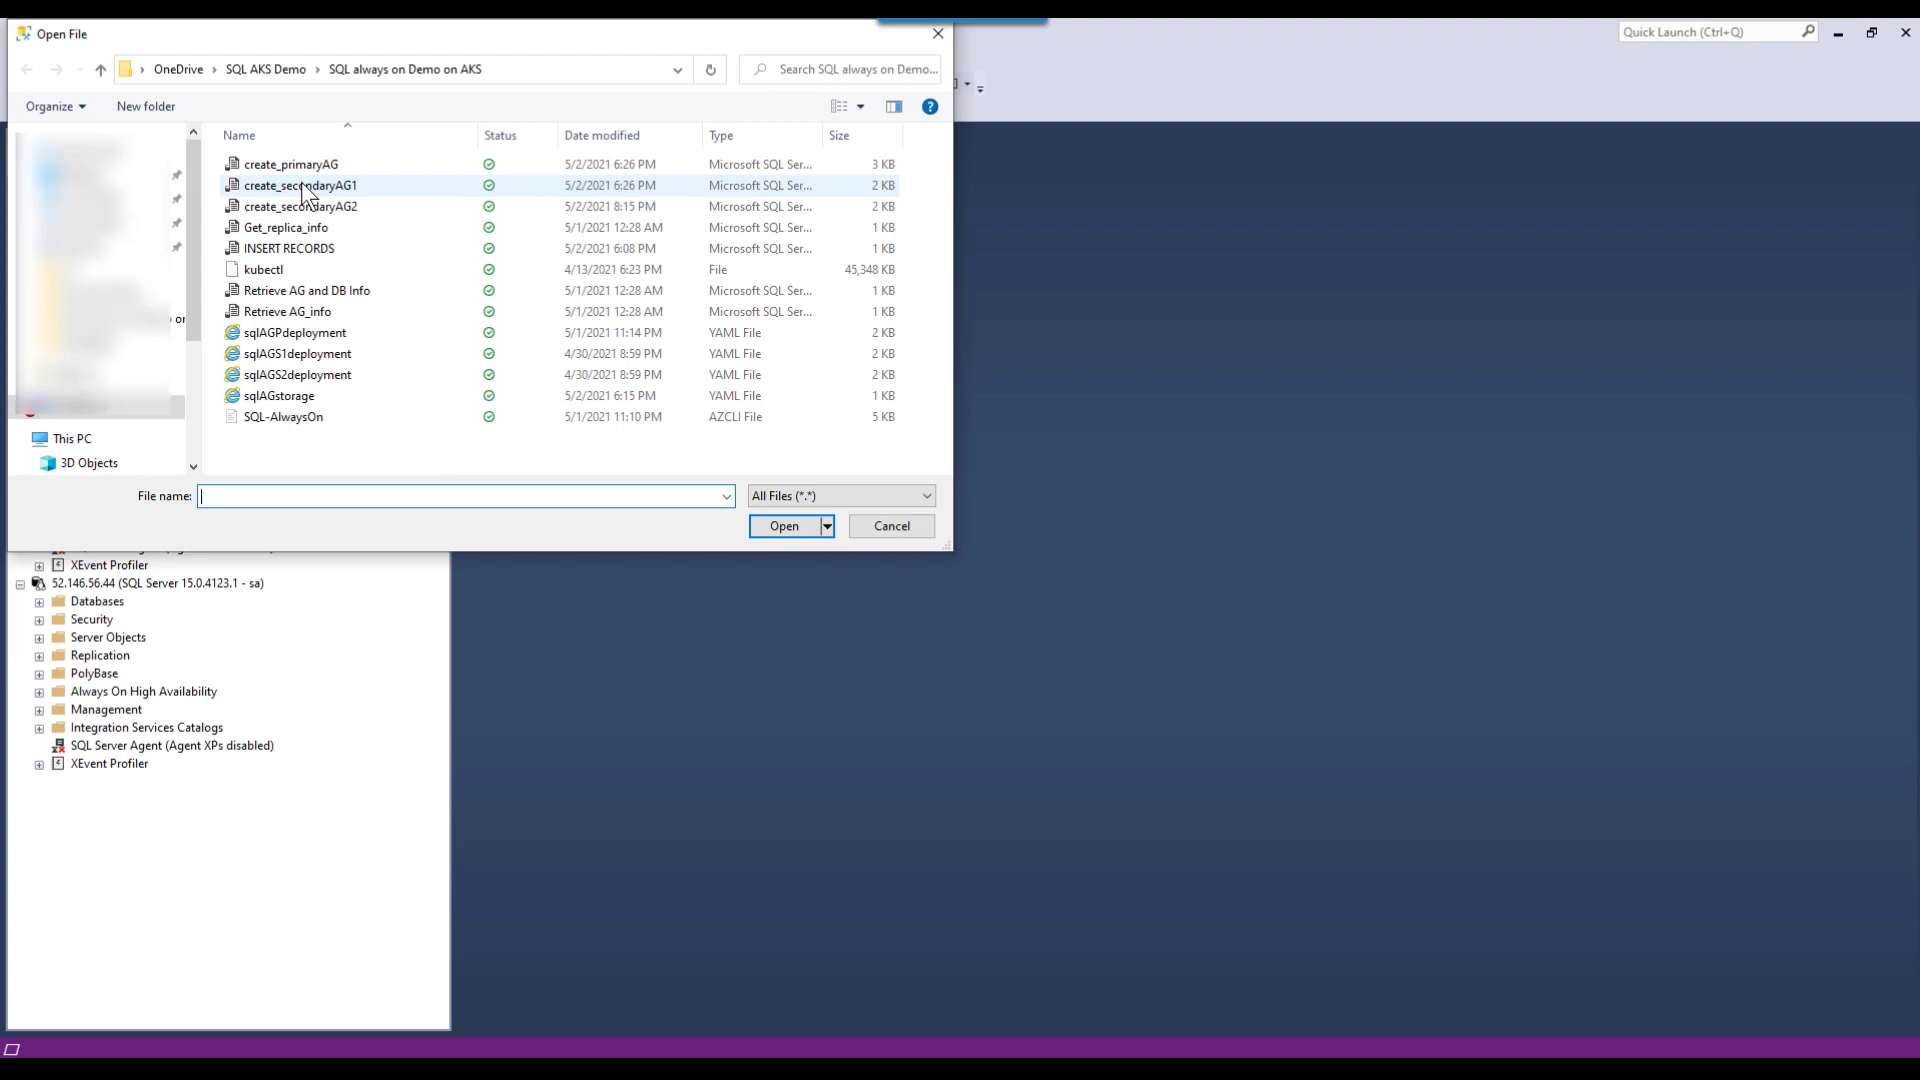 Open File
Quick Launch (Ctrl+Q)
OneDrive › SQL AKS Demo › SQL always on Demo on AKS
Search SQL always on Demo...
Organize
New folder
Name Status Date modified Type Size
create_primaryAG 5/2/2021 6:26 PM Microsoft SQL Ser... 3 KB
create_secondaryAG1 5/2/2021 6:26 PM Microsoft SQL Ser... 2 KB
create_secondaryAG2 5/2/2021 8:15 PM Microsoft SQL Ser... 2 KB
Get_replica_info 5/1/2021 12:28 AM Microsoft SQL Ser... 1 KB
INSERT RECORDS 5/2/2021 6:08 PM Microsoft SQL Ser... 1 KB
kubectl 4/13/2021 6:23 PM File 45,348 KB
Retrieve AG and DB Info 5/1/2021 12:28 AM Microsoft SQL Ser... 1 KB
Retrieve AG_info 5/1/2021 12:28 AM Microsoft SQL Ser... 1 KB
sqlAGPdeployment 5/1/2021 11:14 PM YAML File 2 KB
sqlAGS1deployment 4/30/2021 8:59 PM YAML File 2 KB
sqlAGS2deployment 4/30/2021 8:59 PM YAML File 2 KB
sqlAGstorage 5/2/2021 6:15 PM YAML File 1 KB
SQL-AlwaysOn 5/1/2021 11:10 PM AZCLI File 5 KB
This PC
3D Objects
File name:
All Files (*.*)
Open
Cancel
XEvent Profiler
52.146.56.44 (SQL Server 15.0.4123.1 - sa)
Databases
Security
Server Objects
Replication
PolyBase
Always On High Availability
Management
Integration Services Catalogs
SQL Server Agent (Agent XPs disabled)
XEvent Profiler